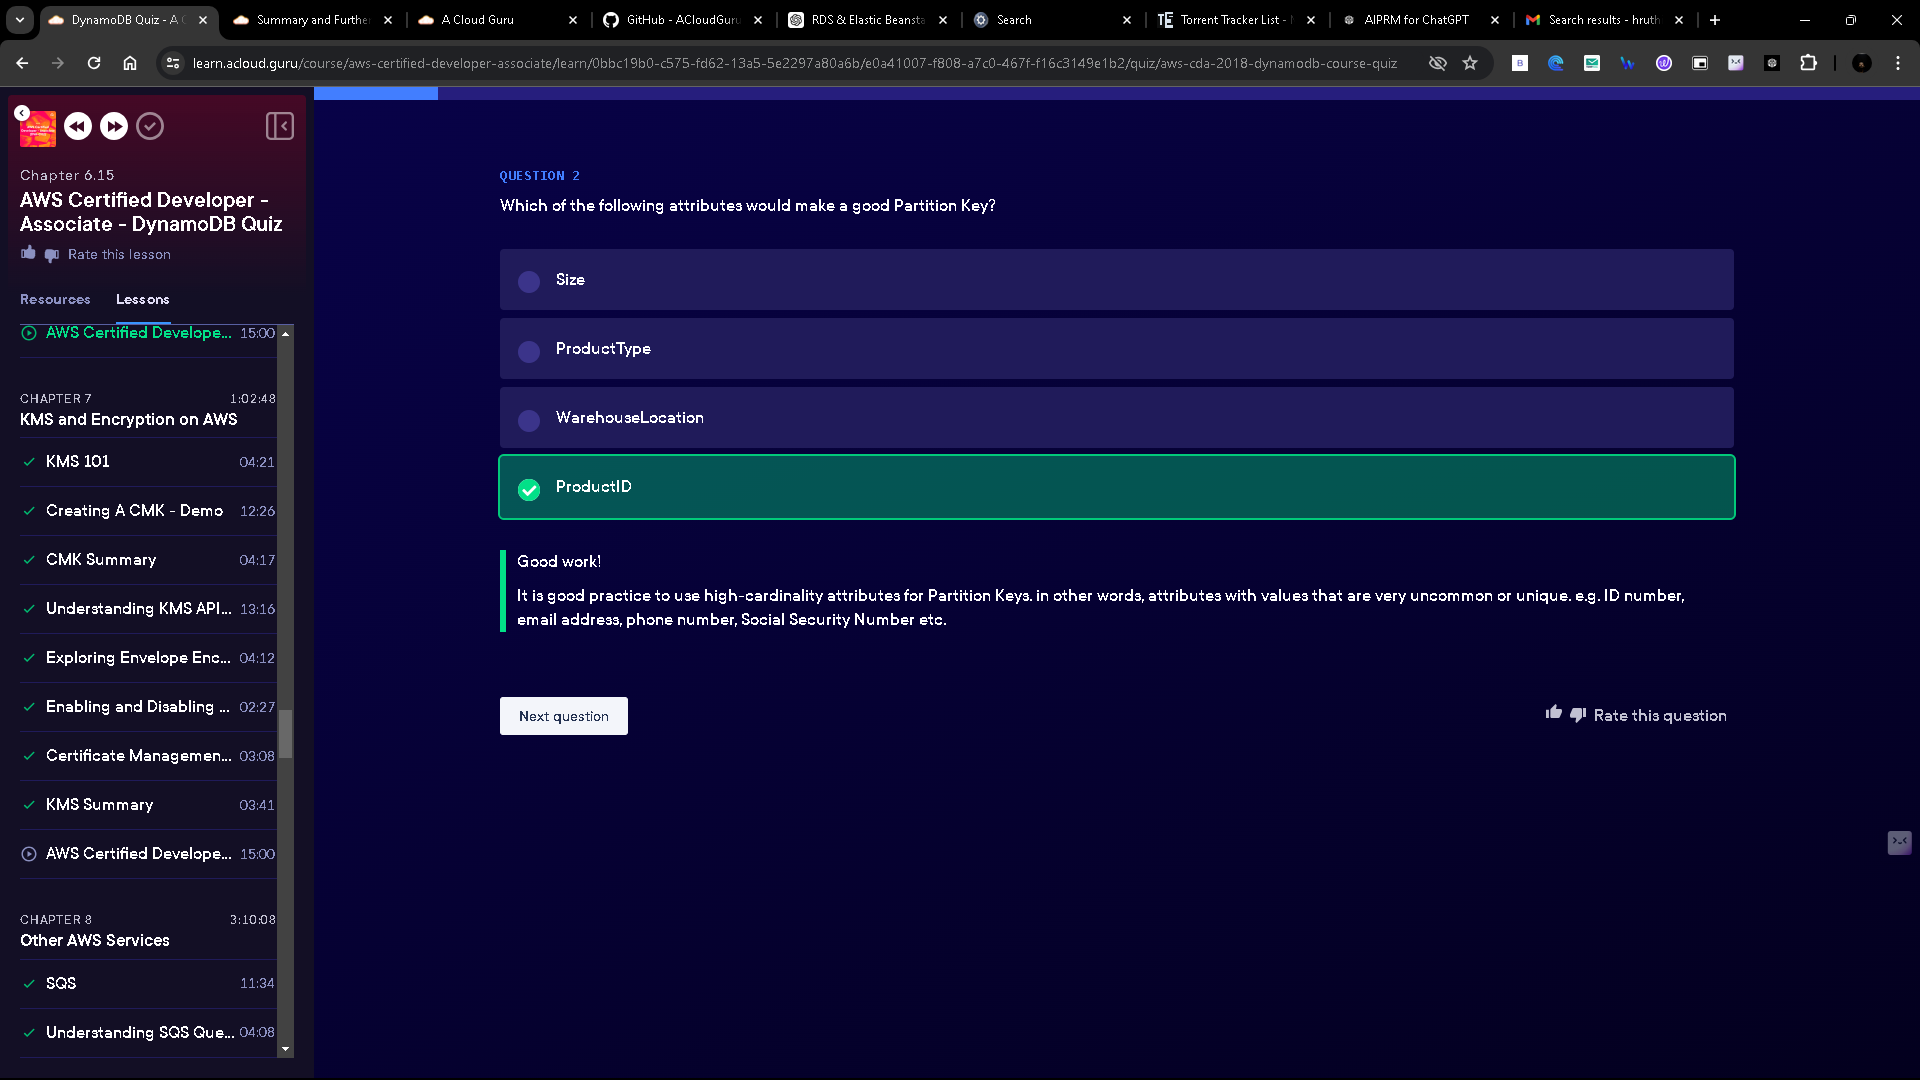 DynamoDB Quiz - A C
Summary and Further
A Cloud Guru
GitHub - ACloudGuru
RDS & Elastic Beansta
Search
Torrent Tracker List -
AIPRM for ChatGPT
Search results - hruth
learn.acloud.guru/course/aws-certified-developer-associate/learn/0bbc19b0-c575-fd62-13a5-5e2297a80a6b/e0a41007-f808-a7c0-467f-f16c3149e1b2/quiz/aws-cda-2018-dynamodb-course-quiz
Chapter 6.15
AWS Certified Developer -
Associate - DynamoDB Quiz
Rate this lesson
Resources
Lessons
AWS Certified Develope... 15:00
CHAPTER 7 1:02:48
KMS and Encryption on AWS
KMS 101 04:21
Creating A CMK - Demo 12:26
CMK Summary 04:17
Understanding KMS API... 13:16
Exploring Envelope Enc... 04:12
Enabling and Disabling ... 02:27
Certificate Managemen... 03:08
KMS Summary 03:41
AWS Certified Develope... 15:00
CHAPTER 8 3:10:08
Other AWS Services
SQS 11:34
Understanding SQS Que... 04:08
QUESTION 2
Which of the following attributes would make a good Partition Key?
Size
ProductType
WarehouseLocation
ProductID
Good work!
It is good practice to use high-cardinality attributes for Partition Keys. in other words, attributes with values that are very uncommon or unique. e.g. ID number,
email address, phone number, Social Security Number etc.
Next question
Rate this question